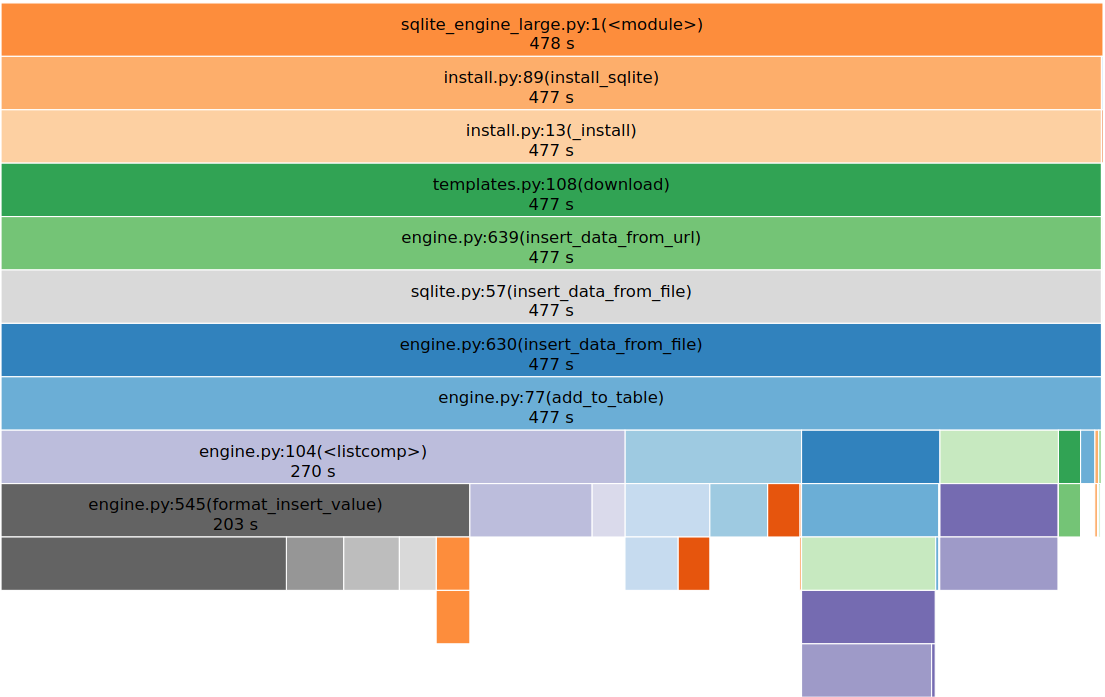 sqlite_engine_large.py:1(<module>)
478 s
install.py:89(install_sqlite)
477 s
install.py:13(_install)
477 s
templates.py:108(download)
477 s
engine.py:639(insert_data_from_url)
477 s
sqlite.py:57(insert_data_from_file)
477 s
engine.py:630(insert_data_from_file)
477 s
engine.py:77(add_to_table)
477 s
engine.py:104(<listcomp>)
270 s
engine.py:545(format_insert_value)
203 s